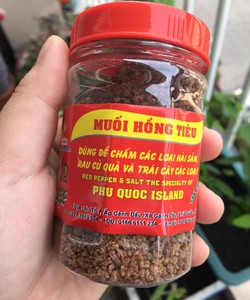 MUỐI HỒNG TIÊU
DÙNG ĐỂ CHẤM CÁC LOẠI HẢI SẢN,
RAU CỦ QUẢ VÀ TRÁI CÂY CÁC LOẠI
RED PEPPER & SALT THE SPECIALTY OF
PHU QUOC ISLAND